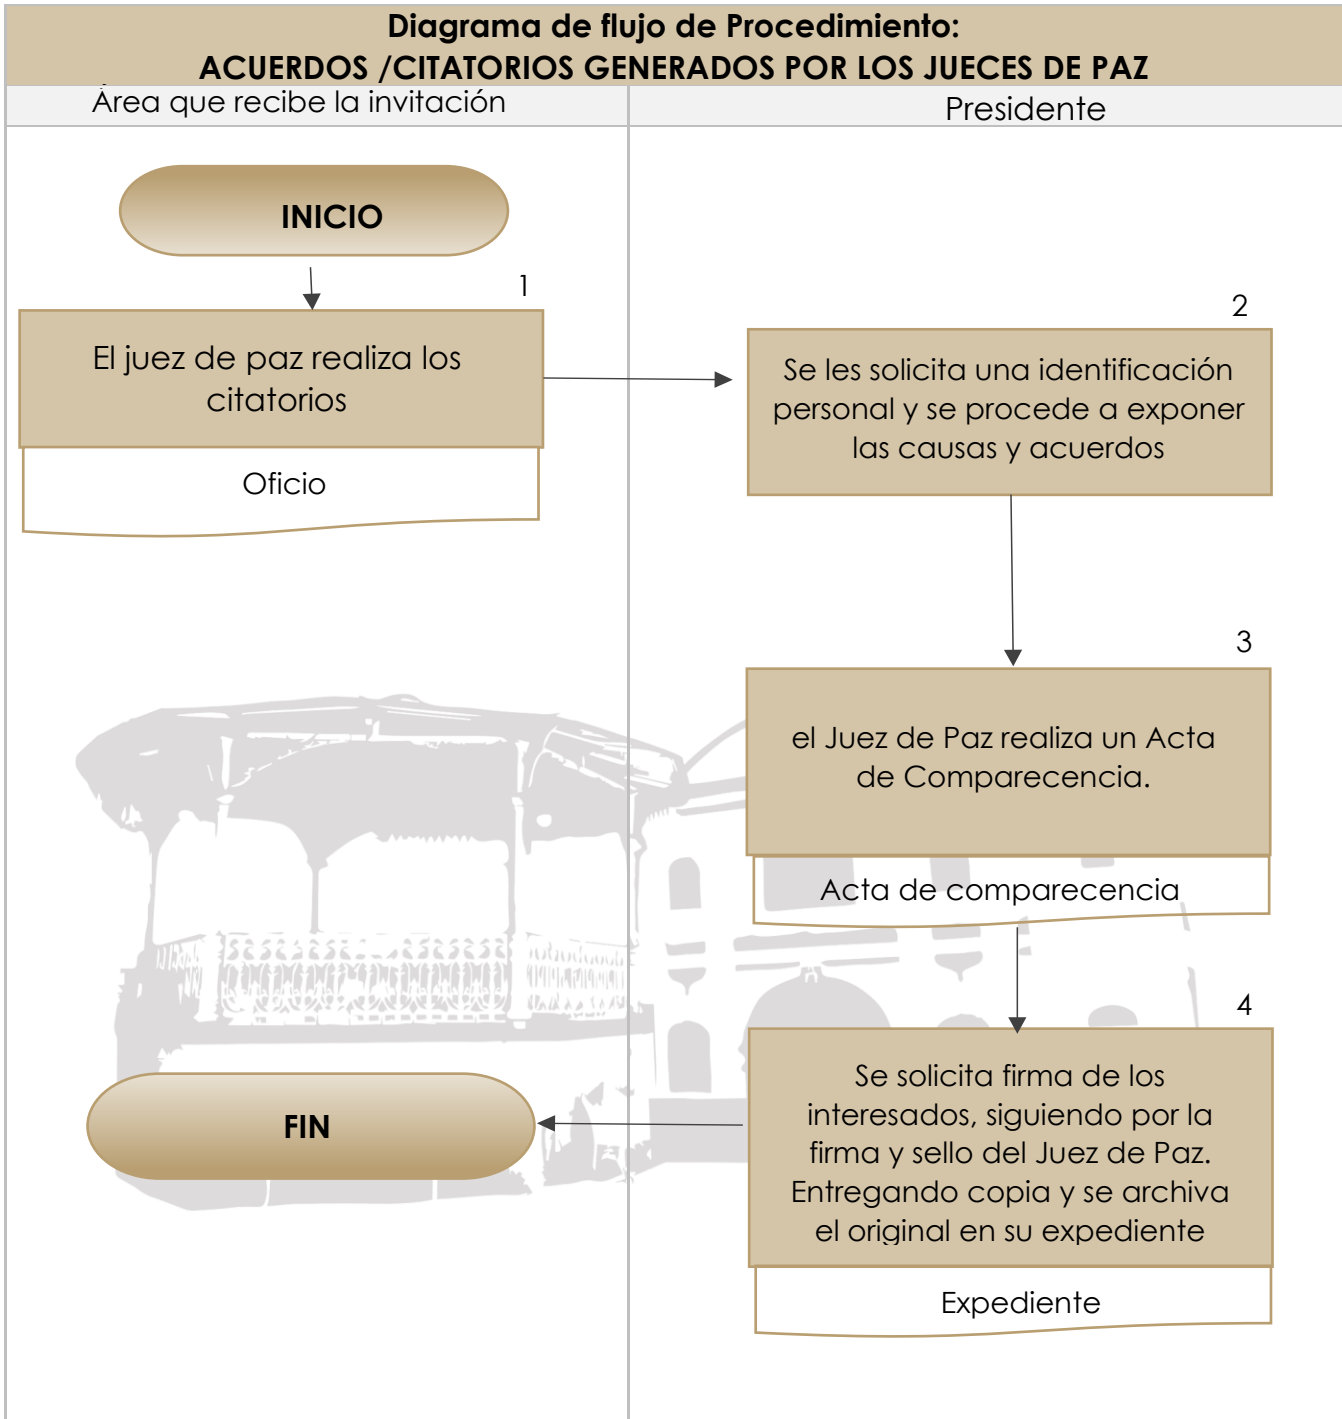 Diagrama de flujo de Procedimiento:
ACUERDOS /CITATORIOS GENERADOS POR LOS JUECES DE PAZ
Área que recibe la invitación
Presidente
INICIO
1
El juez de paz realiza los
citatorios
Oficio
2
Se les solicita una identificación
personal y se procede a exponer
las causas y acuerdos
3
el Juez de Paz realiza un Acta
de Comparecencia.
Acta de comparecencia
4
Se solicita firma de los
interesados, siguiendo por la
firma y sello del Juez de Paz.
Entregando copia y se archiva
el original en su expediente
Expediente
FIN